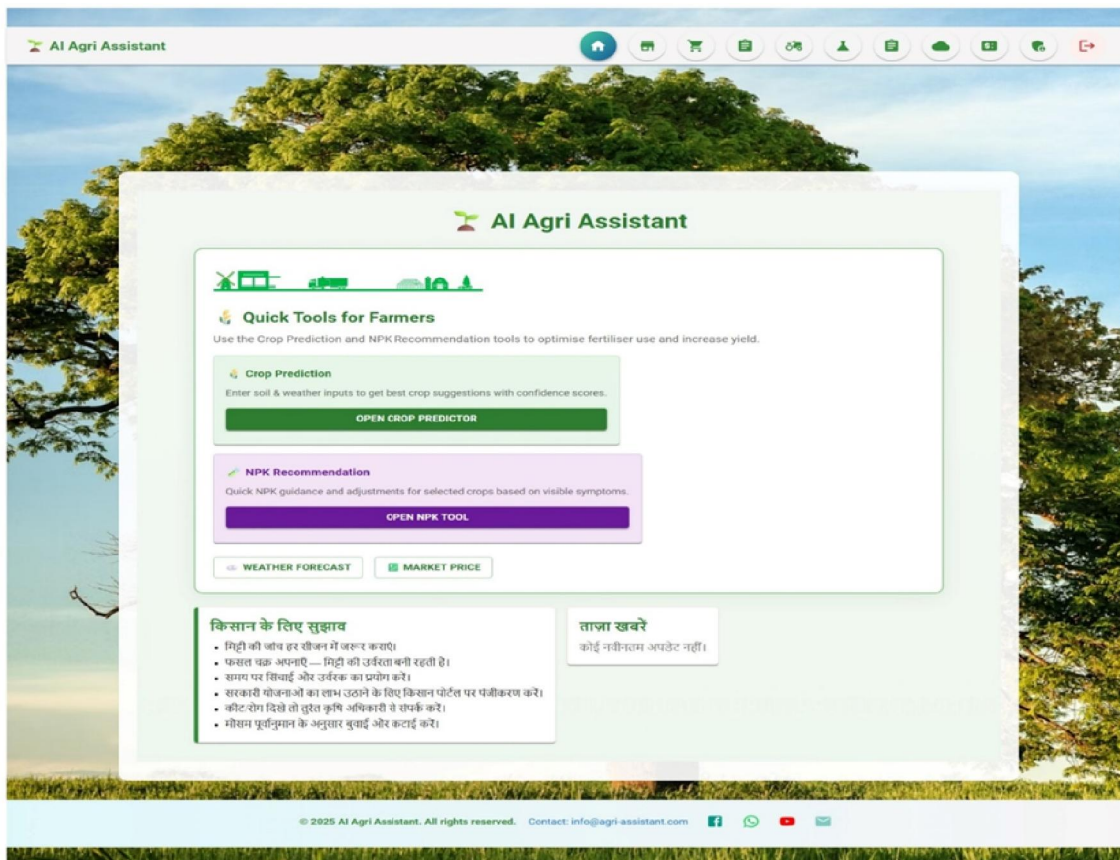 AI Agri Assistant
AI Agri Assistant
Quick Tools for Farmers
Use the Crop Prediction and NPK Recommendation tools to optimise fertiliser use and increase yield.
Crop Prediction
Enter soil & weather inputs to get best crop suggestions with confidence scores.
OPEN CROP PREDICTOR
NPK Recommendation
Quick NPK guidance and adjustments for selected crops based on visible symptoms.
OPEN NPK TOOL
WEATHER FORECAST MARKET PRICE
किसान के लिए सुझाव
• मिट्टी की जांच हर सीजन में जरूर कराएं।
• फसल चक्र अपनाएँ — मिट्टी की उर्वरता बनी रहती है।
• समय पर सिंचाई और उर्वरक का प्रयोग करें।
• सरकारी योजनाओं का लाभ उठाने के लिए किसान पोर्टल पर पंजीकरण करें।
• कीट/रोग दिखे तो तुरंत कृषि अधिकारी से संपर्क करें।
• मौसम पूर्वानुमान के अनुसार बुवाई और कटाई करें।
ताज़ा खबरें
कोई नवीनतम अपडेट नहीं।
© 2025 AI Agri Assistant. All rights reserved. Contact: info@agri-assistant.com